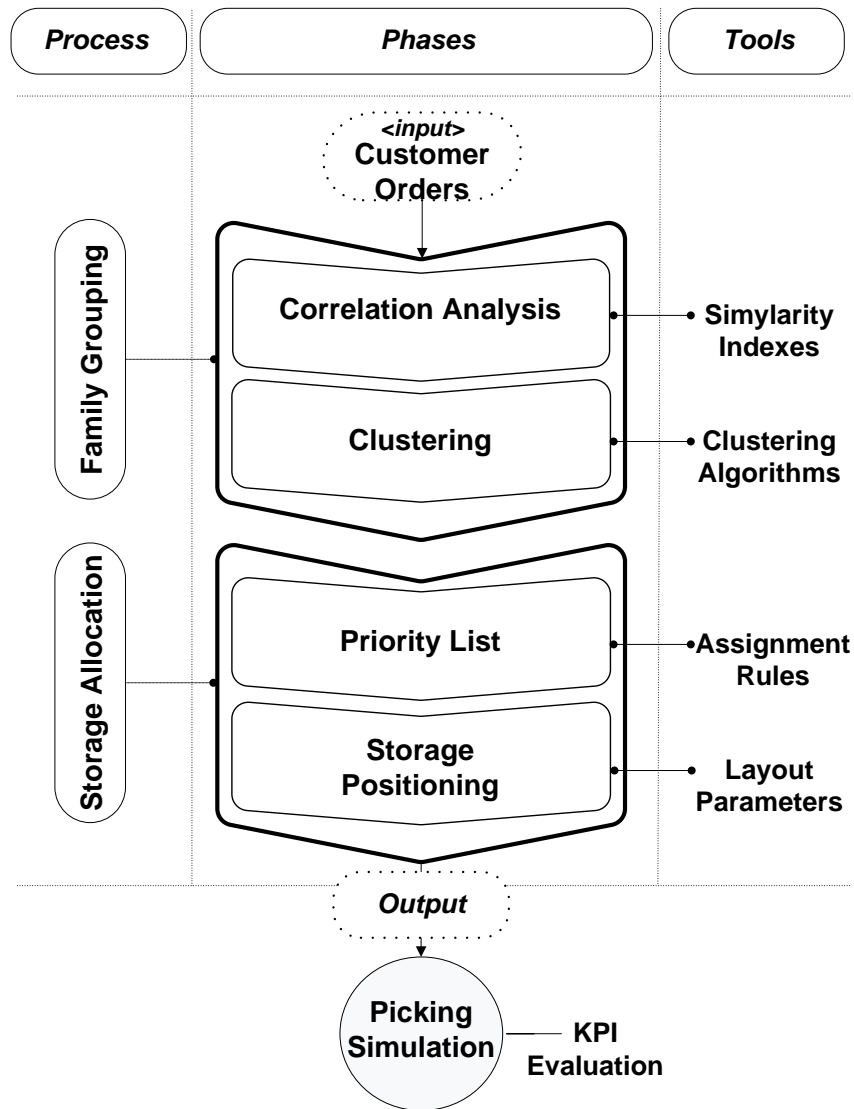 Process
Phases
Tools
<input>
Customer
Orders
Family Grouping
Correlation Analysis
Simylarity
Indexes
Clustering
Clustering
Algorithms
Storage Allocation
Priority List
Assignment
Rules
Storage
Positioning
Layout
Parameters
Output
Picking
Simulation
KPI
Evaluation